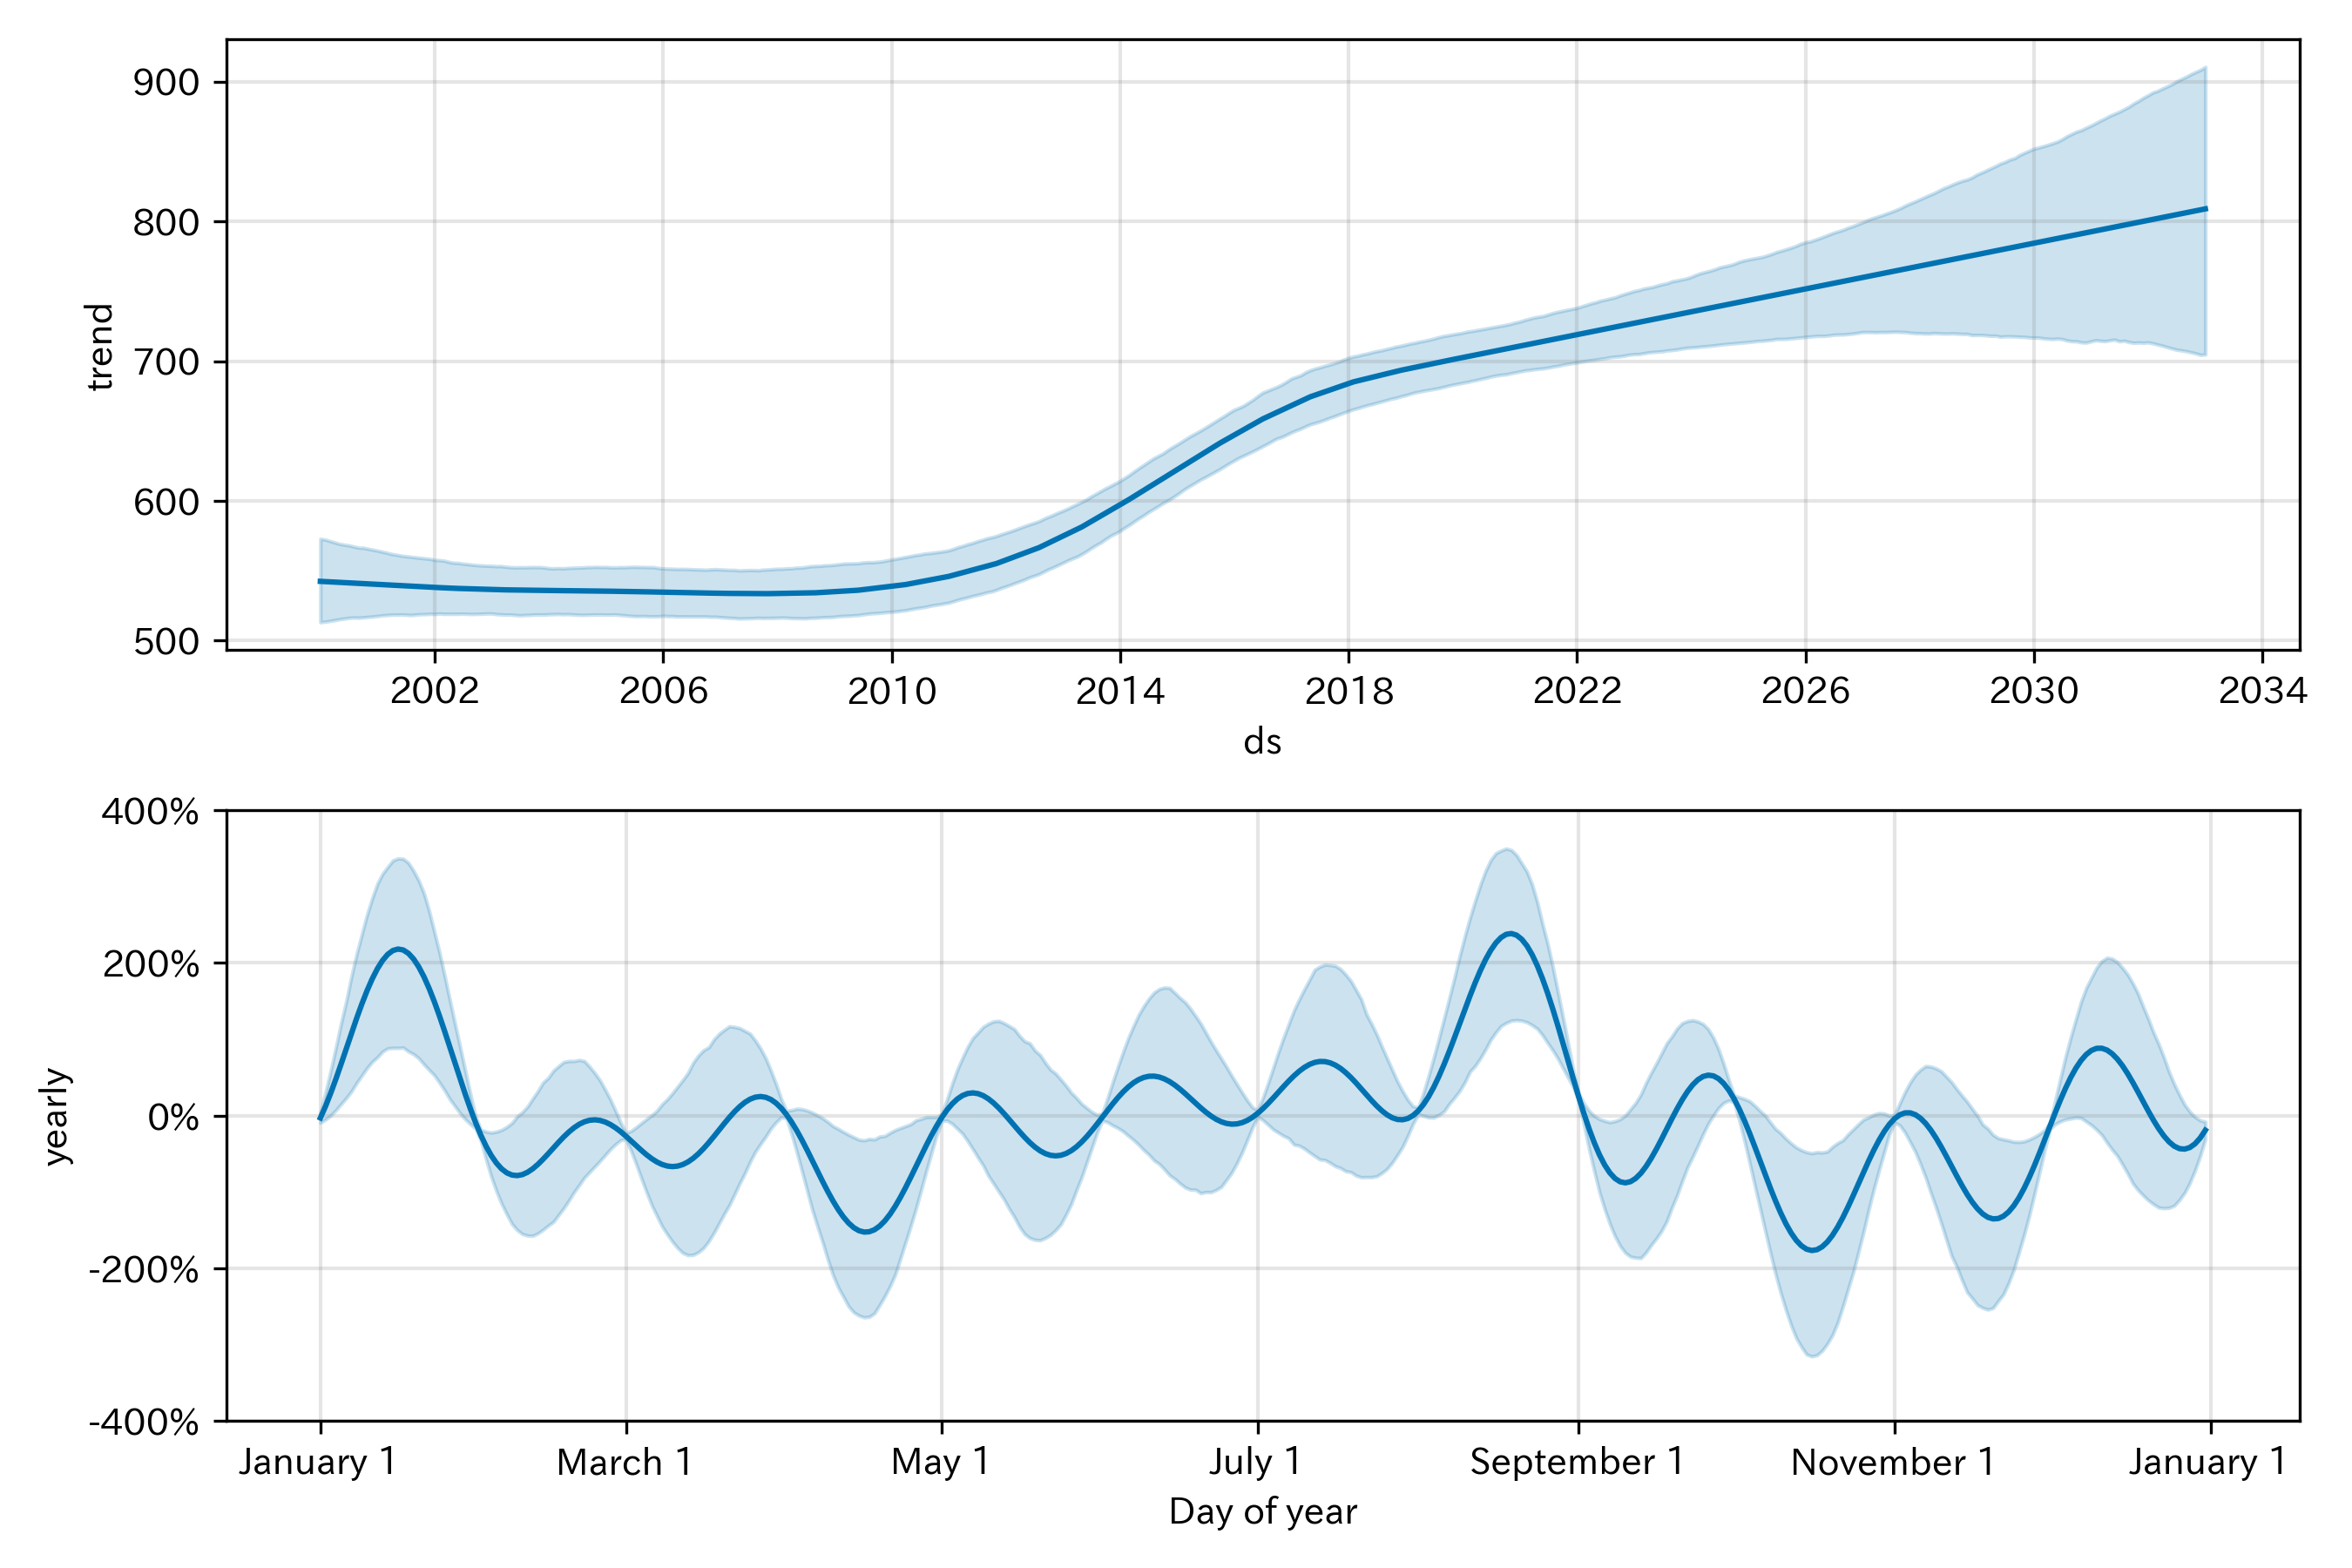 900
800
700
600
500
trend
2002 2006 2010 2014 2018 2022 2026 2030 2034
ds
400%
200%
0%
-200%
-400%
yearly
January 1 March 1 May 1 July 1 September 1 November 1 January 1
Day of year